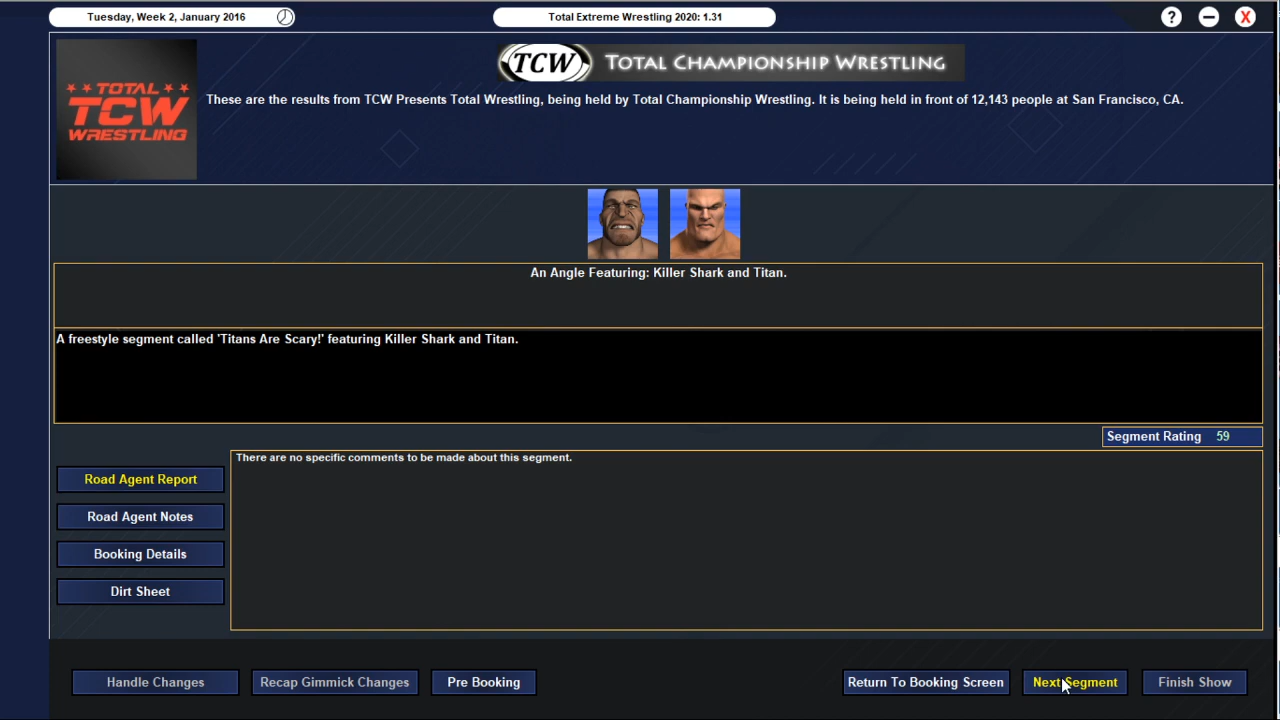 Tuesday, Week 2, January 2016
Total Extreme Wrestling 2020: 1.31
?
X
TOTAL
TCW
WRESTLING
TCW
TOTAL CHAMPIONSHIP WRESTLING
These are the results from TCW Presents Total Wrestling, being held by Total Championship Wrestling. It is being held in front of 12,143 people at San Francisco, CA.
An Angle Featuring: Killer Shark and Titan.
A freestyle segment called 'Titans Are Scary!' featuring Killer Shark and Titan.
Segment Rating 59
Road Agent Report
There are no specific comments to be made about this segment.
Road Agent Notes
Booking Details
Dirt Sheet
Handle Changes
Recap Gimmick Changes
Pre Booking
Return To Booking Screen
Next Segment
Finish Show